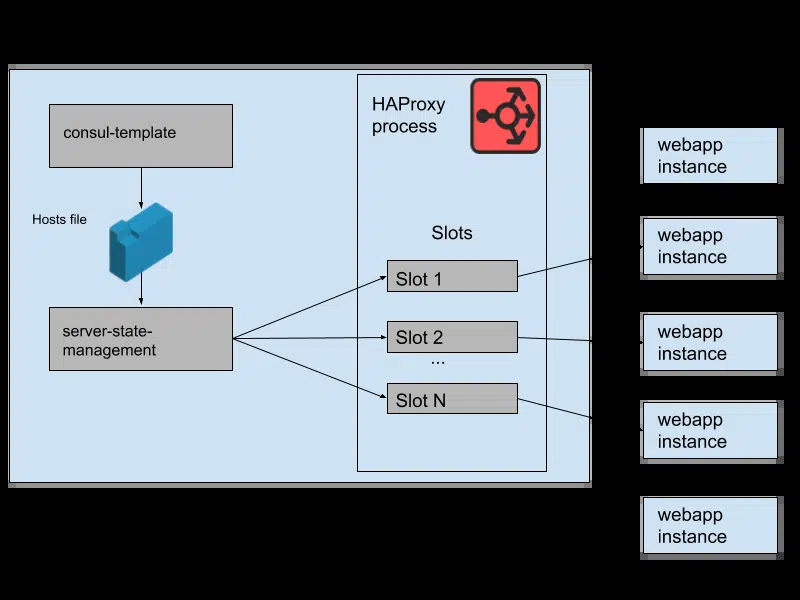 consul-template
Hosts file
server-state-
management
HAProxy
process
Slots
Slot 1
Slot 2
...
Slot N
webapp
instance
webapp
instance
webapp
instance
webapp
instance
webapp
instance